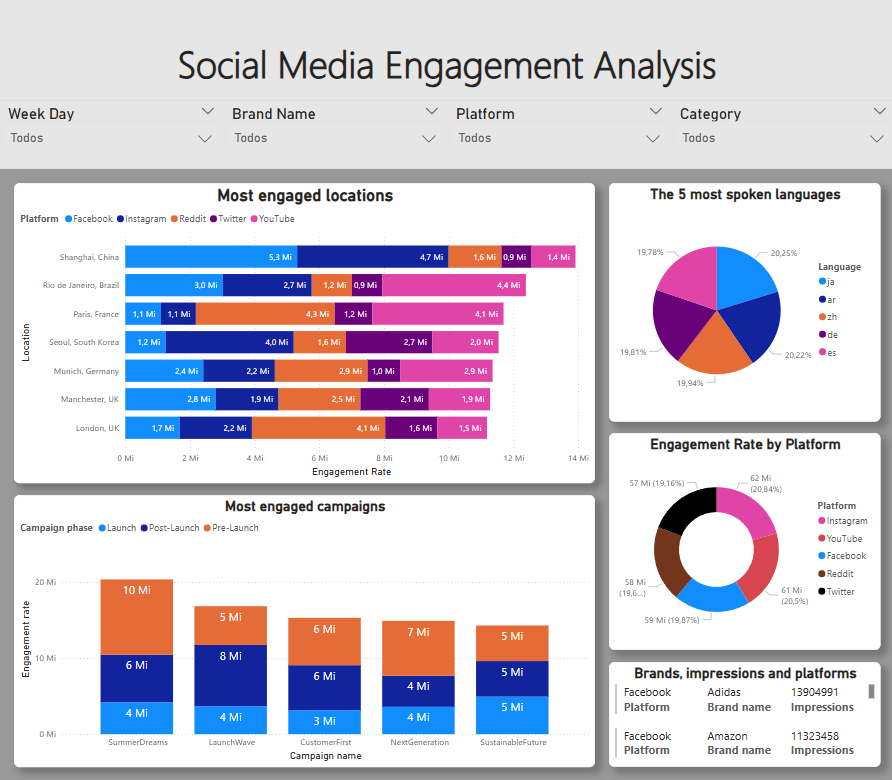 Social Media Engagement Analysis
Week Day
Todos
Brand Name
Todos
Platform
Todos
Category
Todos
Most engaged locations
Platform Facebook Instagram Reddit Twitter YouTube
Location
Shanghai, China 5,3 Mi 4,7 Mi 1,6 Mi 0,9 Mi 1,4 Mi
Rio de Janeiro, Brazil 3,0 Mi 2,7 Mi 1,2 Mi 0,9 Mi 4,4 Mi
Paris, France 1,1 Mi 1,1 Mi 4,3 Mi 1,2 Mi 4,1 Mi
Seoul, South Korea 1,2 Mi 4,0 Mi 1,6 Mi 2,7 Mi 2,0 Mi
Munich, Germany 2,4 Mi 2,2 Mi 2,9 Mi 1,0 Mi 2,9 Mi
Manchester, UK 2,8 Mi 1,9 Mi 2,5 Mi 2,1 Mi 1,9 Mi
London, UK 1,7 Mi 2,2 Mi 4,1 Mi 1,6 Mi 1,5 Mi
0 Mi 2 Mi 4 Mi 6 Mi 8 Mi 10 Mi 12 Mi 14 Mi
Engagement Rate
The 5 most spoken languages
19,78%
20,25%
19,81%
20,22%
19,94%
Language
ja
ar
zh
de
es
Most engaged campaigns
Campaign phase Launch Post-Launch Pre-Launch
Engagement rate
20 Mi
10 Mi
0 Mi
10 Mi
6 Mi
4 Mi
5 Mi
8 Mi
4 Mi
6 Mi
6 Mi
3 Mi
7 Mi
4 Mi
4 Mi
5 Mi
5 Mi
5 Mi
SummerDreams LaunchWave CustomerFirst NextGeneration SustainableFuture
Campaign name
Engagement Rate by Platform
57 Mi (19,16%)
62 Mi
(20,84%)
58 Mi
(19,6...)
61 Mi
(20,5%)
59 Mi (19,87%)
Platform
Instagram
YouTube
Facebook
Reddit
Twitter
Brands, impressions and platforms
Facebook Adidas 13904991
Platform Brand name Impressions
Facebook Amazon 11323458
Platform Brand name Impressions